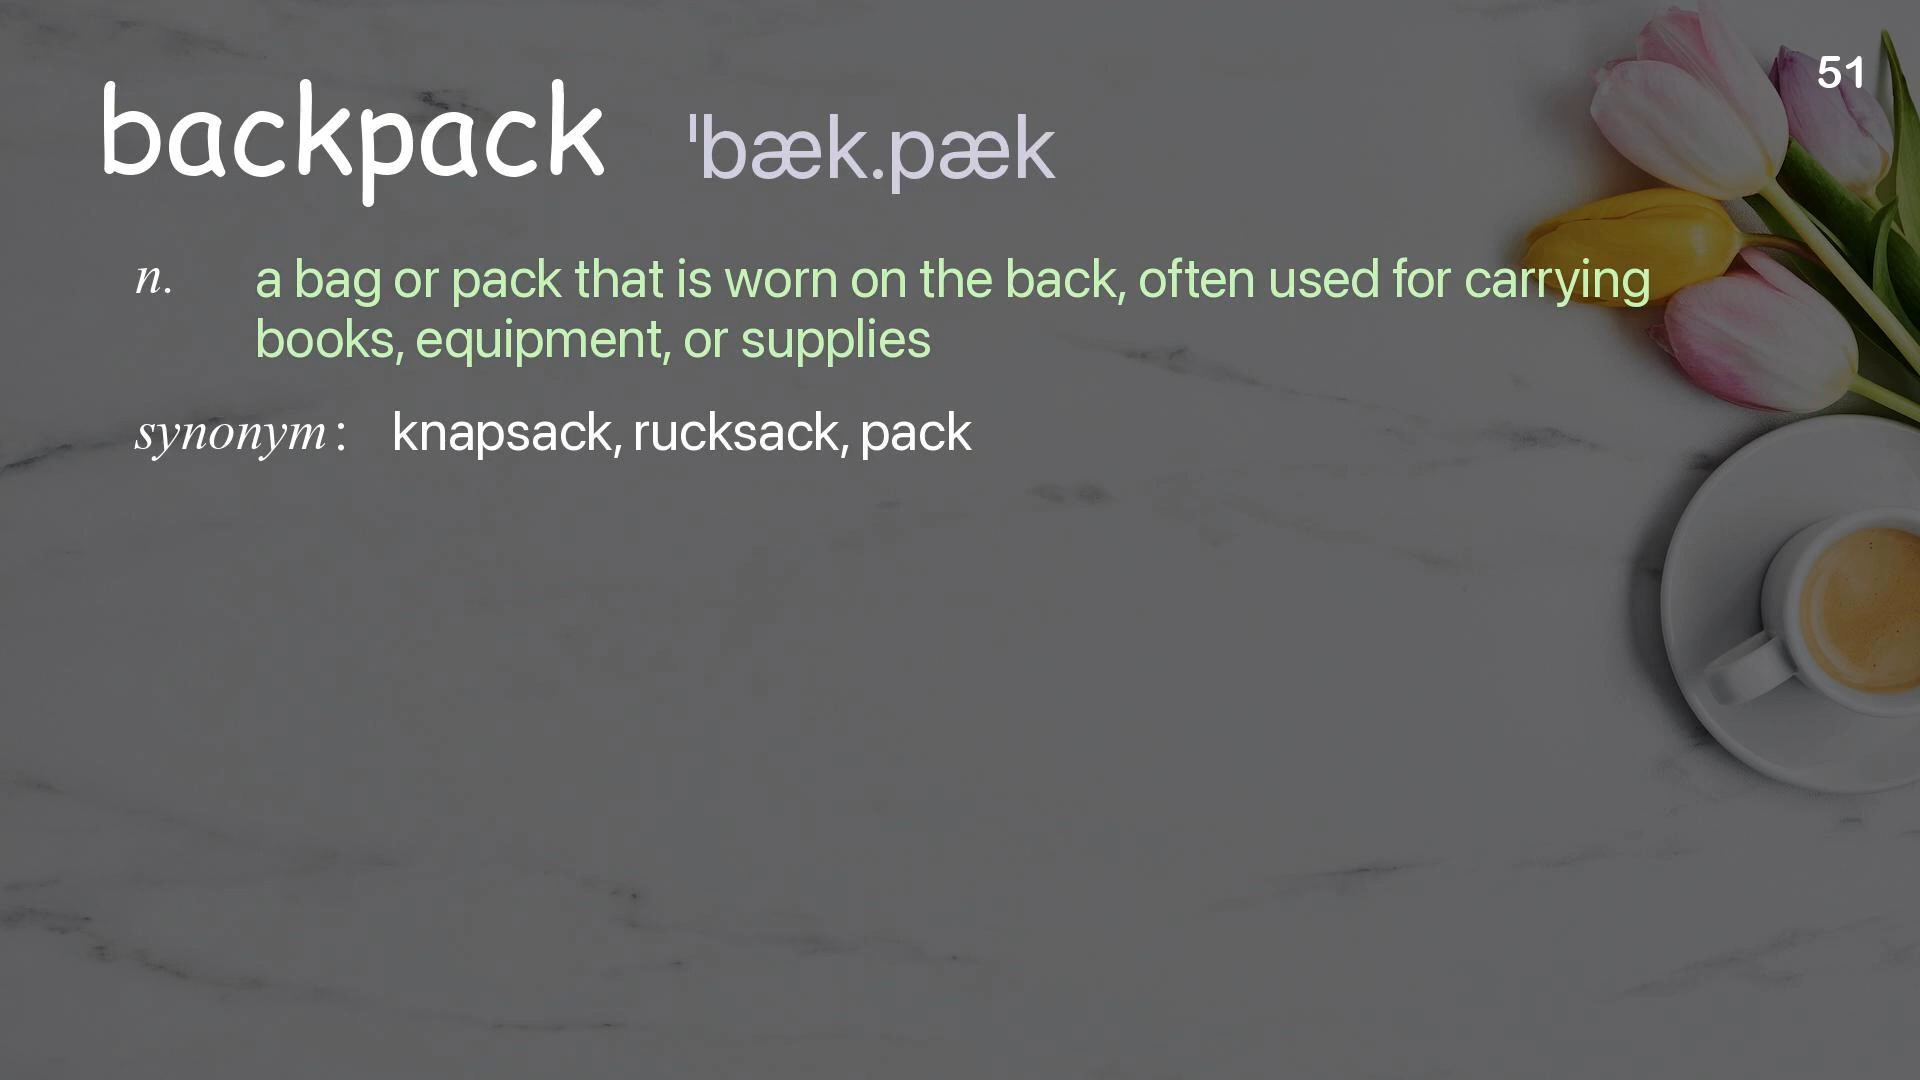 51
backpack ˈbæk.pæk
n. a bag or pack that is worn on the back, often used for carrying
books, equipment, or supplies
synonym: knapsack, rucksack, pack